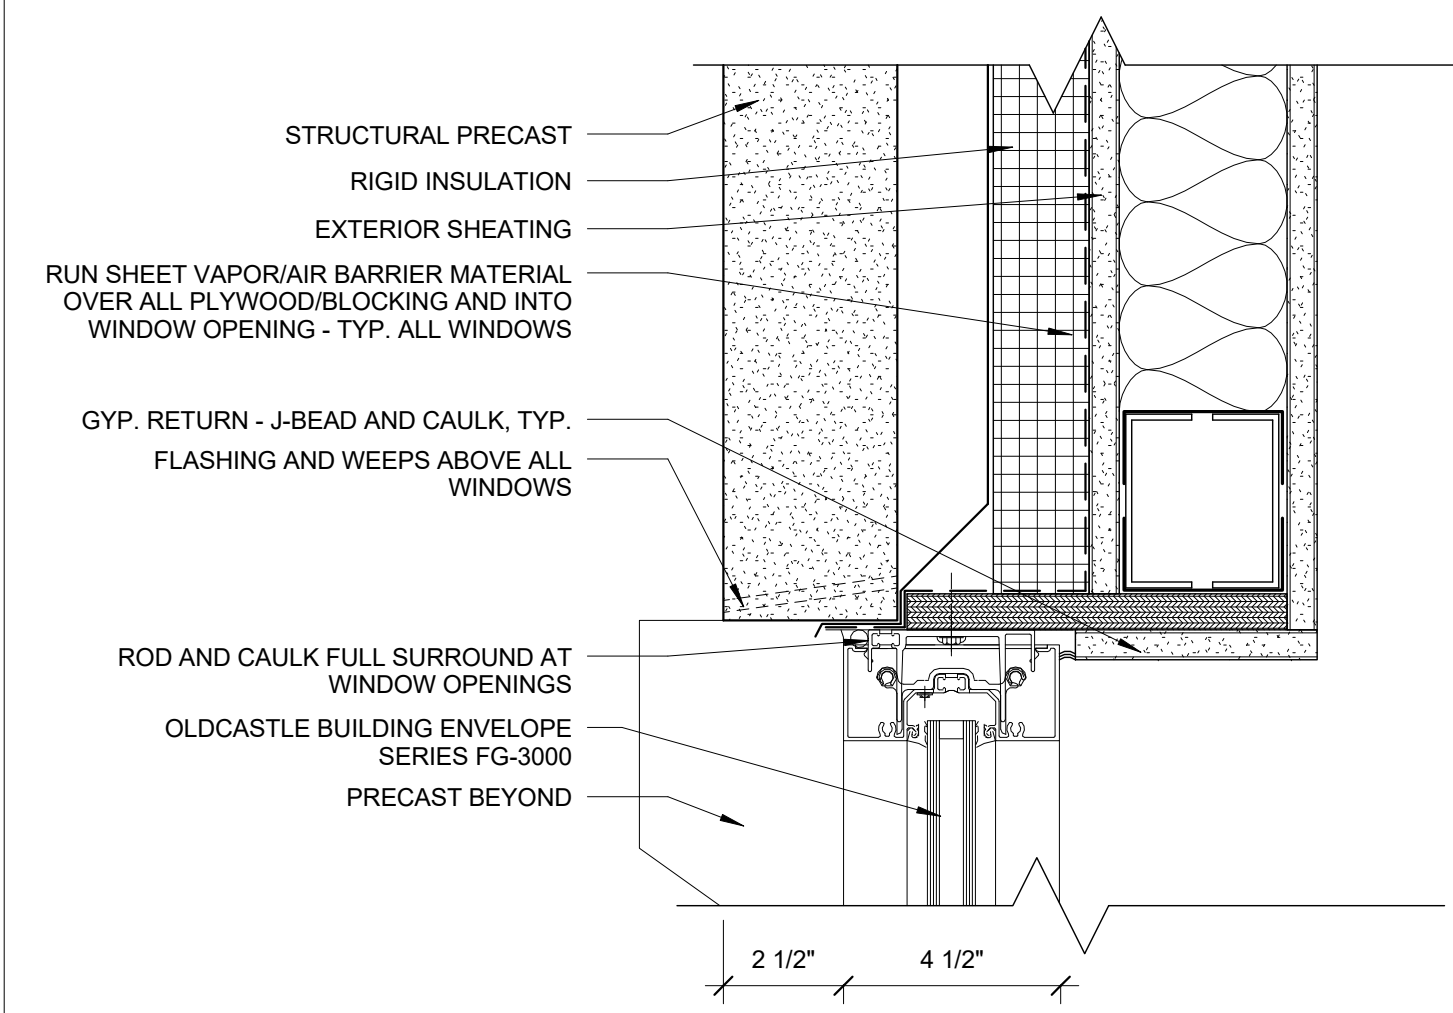 STRUCTURAL PRECAST
RIGID INSULATION
EXTERIOR SHEATING
RUN SHEET VAPOR/AIR BARRIER MATERIAL
OVER ALL PLYWOOD/BLOCKING AND INTO
WINDOW OPENING - TYP. ALL WINDOWS
GYP. RETURN - J-BEAD AND CAULK, TYP.
FLASHING AND WEEPS ABOVE ALL
WINDOWS
ROD AND CAULK FULL SURROUND AT
WINDOW OPENINGS
OLDCASTLE BUILDING ENVELOPE
SERIES FG-3000
PRECAST BEYOND
2 1/2"
4 1/2"